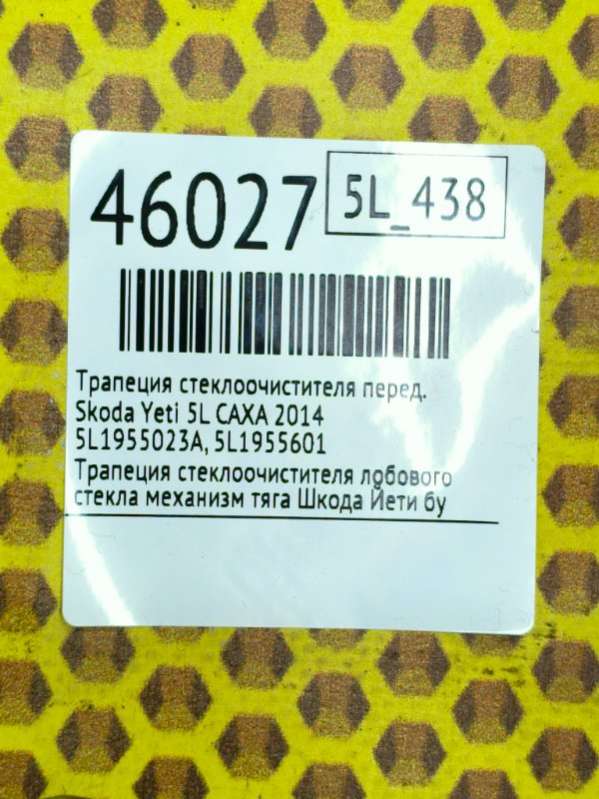 46027
5L_438
Трапеция стеклоочистителя перед.
Skoda Yeti 5L CAXA 2014
5L1955023A, 5L1955601
Трапеция стеклоочистителя лобового
стекла механизм тяга Шкода Йети бу